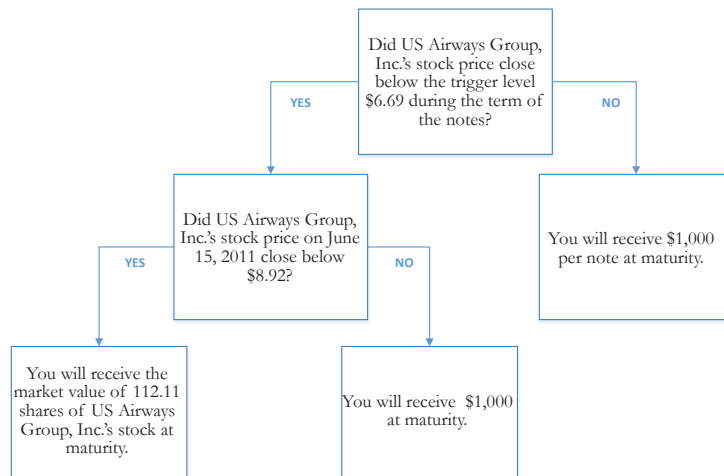 Did US Airways Group,
Inc.'s stock price close
below the trigger level
$6.69 during the term of
the notes?
YES
NO
Did US Airways Group,
Inc.'s stock price on June
15, 2011 close below
$8.92?
You will receive $1,000
per note at maturity.
YES
NO
You will receive the
market value of 112.11
shares of US Airways
Group, Inc.'s stock at
maturity.
You will receive $1,000
at maturity.